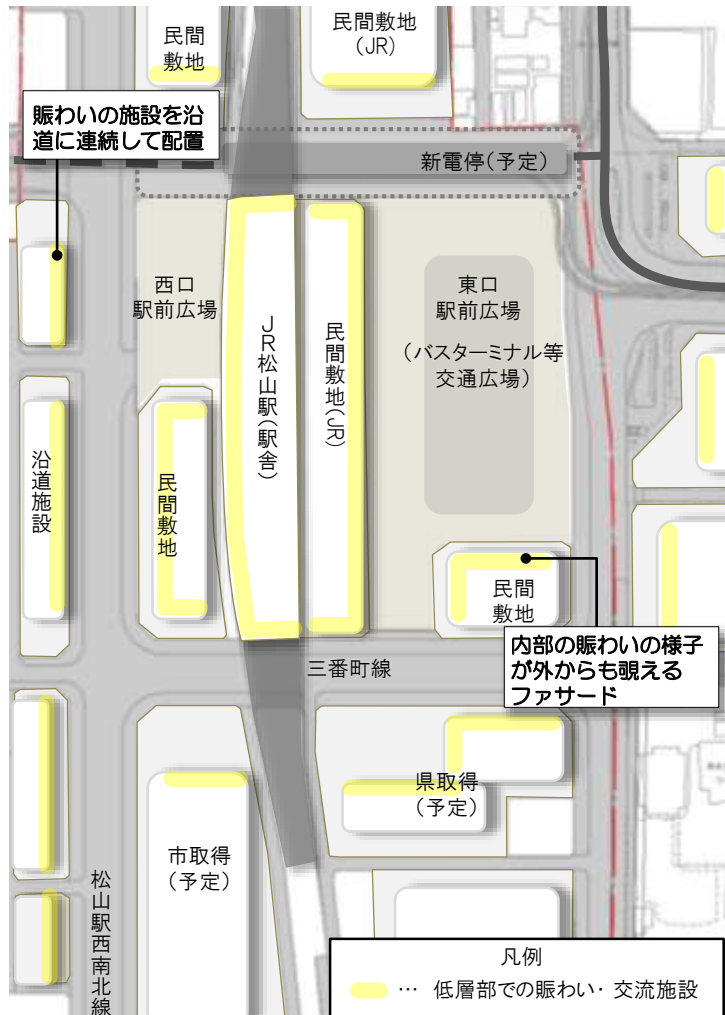 民間
敷地
民間敷地
(JR)
賑わいの施設を沿
道に連続して配置
新電停(予定)
西口
駅前広場
JR松山駅(駅舎)
民間敷地(JR)
東口
駅前広場
(バスターミナル等
交通広場)
沿道施設
民間敷地
民間
敷地
内部の賑わいの様子
が外からも覗える
ファサード
三番町線
県取得
(予定)
市取得
(予定)
松山駅西南北線
凡例
… 低層部での賑わい・交流施設